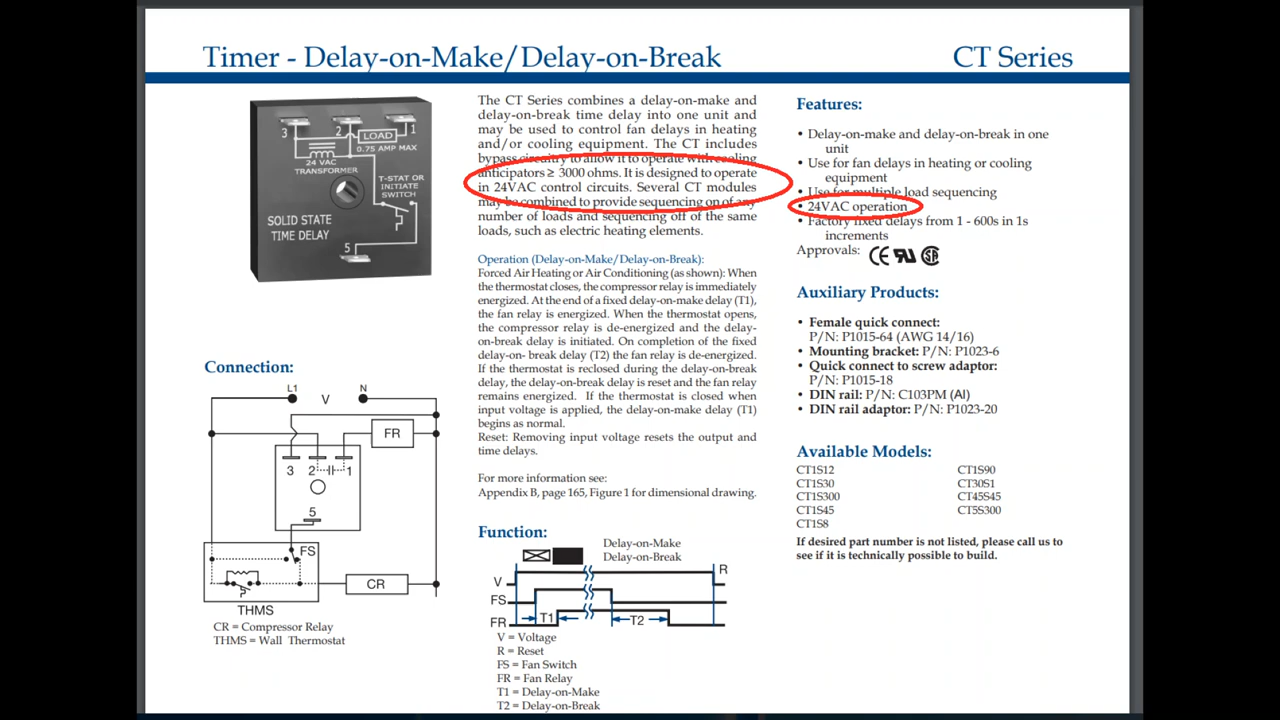 Timer - Delay-on-Make/Delay-on-Break
CT Series
3
2
1
LOAD
0.75 AMP MAX
24 VAC
TRANSFORMER
T-STAT OR
INITIATE
SWITCH
SOLID STATE
TIME DELAY
5
The CT Series combines a delay-on-make and
delay-on-break time delay into one unit and
may be used to control fan delays in heating
and/or cooling equipment. The CT includes
bypass circuitry to allow it to operate with cooling
anticipators ≥ 3000 ohms. It is designed to operate
in 24VAC control circuits. Several CT modules
may be combined to provide sequencing on of any
number of loads and sequencing off of the same
loads, such as electric heating elements.
Operation (Delay-on-Make/Delay-on-Break):
Forced Air Heating or Air Conditioning (as shown): When
the thermostat closes, the compressor relay is immediately
energized. At the end of a fixed delay-on-make delay (T1),
the fan relay is energized. When the thermostat opens,
the compressor relay is de-energized and the delay-
on-break delay is initiated. On completion of the fixed
delay-on- break delay (T2) the fan relay is de-energized.
If the thermostat is reclosed during the delay-on-break
delay, the delay-on-break delay is reset and the fan relay
remains energized. If the thermostat is closed when
input voltage is applied, the delay-on-make delay (T1)
begins as normal.
Reset: Removing input voltage resets the output and
time delays.
For more information see:
Appendix B, page 165, Figure 1 for dimensional drawing.
Features:
• Delay-on-make and delay-on-break in one
unit
• Use for fan delays in heating or cooling
equipment
• Use for multiple load sequencing
• 24VAC operation
• Factory fixed delays from 1 - 600s in 1s
increments
Approvals:
Auxiliary Products:
• Female quick connect:
P/N: P1015-64 (AWG 14/16)
• Mounting bracket: P/N: P1023-6
• Quick connect to screw adaptor:
P/N: P1015-18
• DIN rail: P/N: C103PM (Al)
• DIN rail adaptor: P/N: P1023-20
Available Models:
CT1S12
CT1S30
CT1S300
CT1S45
CT1S8
CT1S90
CT30S1
CT45S45
CT5S300
If desired part number is not listed, please call us to
see if it is technically possible to build.
Connection:
L1
V
N
FR
3
2
1
5
FS
CR
THMS
CR = Compressor Relay
THMS = Wall Thermostat
Function:
Delay-on-Make
Delay-on-Break
V
R
FS
FR
T1
T2
V = Voltage
R = Reset
FS = Fan Switch
FR = Fan Relay
T1 = Delay-on-Make
T2 = Delay-on-Break